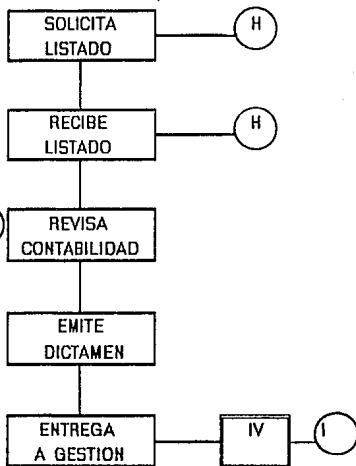 SOLICITA
LISTADO
H
RECIBE
LISTADO
H
REVISA
CONTABILIDAD
EMITE
DICTAMEN
ENTREGA
A GESTION
IV
I